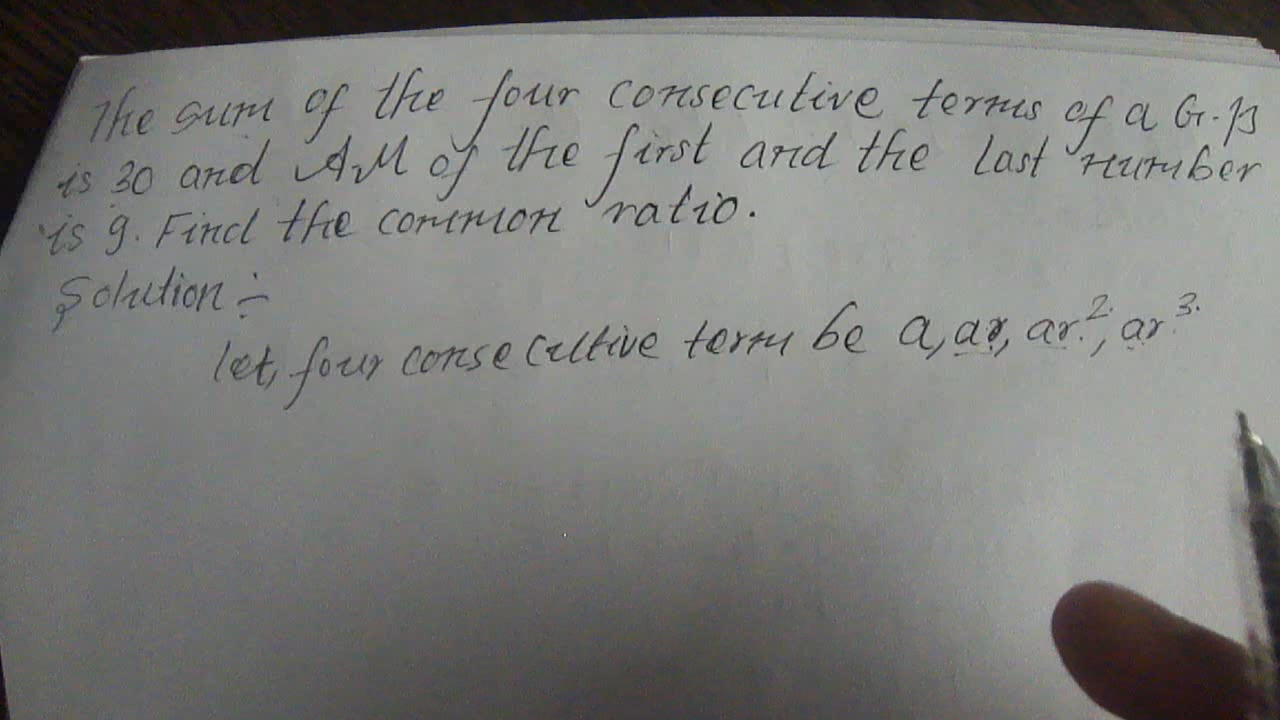 The sum of the four consecutive terms of a G.P
is 30 and AM of the first and the last number
is 9. Find the common ratio.
Solution ÷
let, four consecutive term be a, ar, ar², ar³